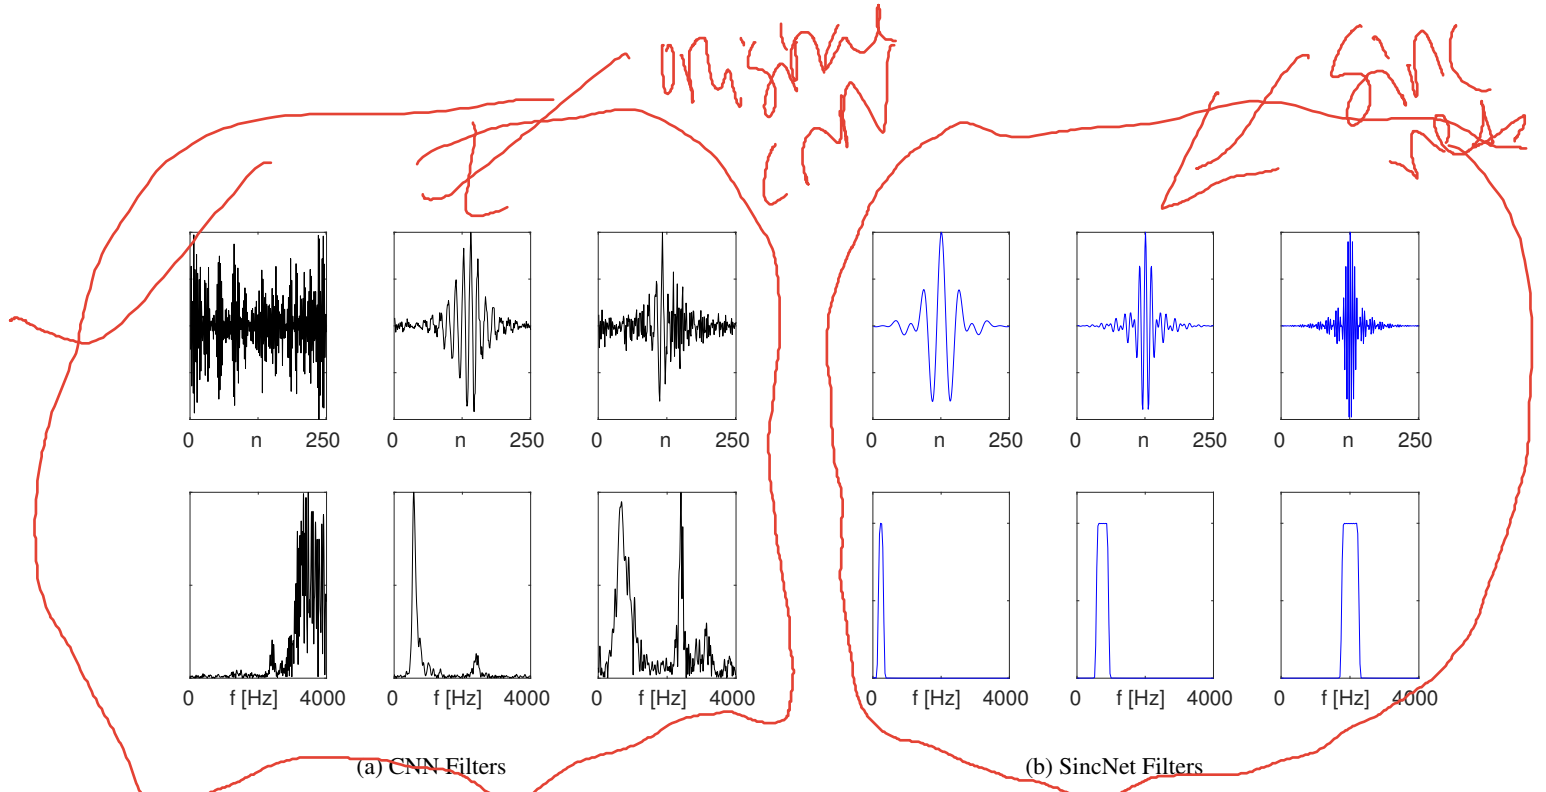 original
CNN
Sinc
0 n 250 0 n 250 0 n 250 0 n 250 0 n 250 0 n 250
0 f [Hz] 4000 0 f [Hz] 4000 0 f [Hz] 4000 0 f [Hz] 4000 0 f [Hz] 4000 0 f [Hz] 4000
(a) CNN Filters (b) SincNet Filters